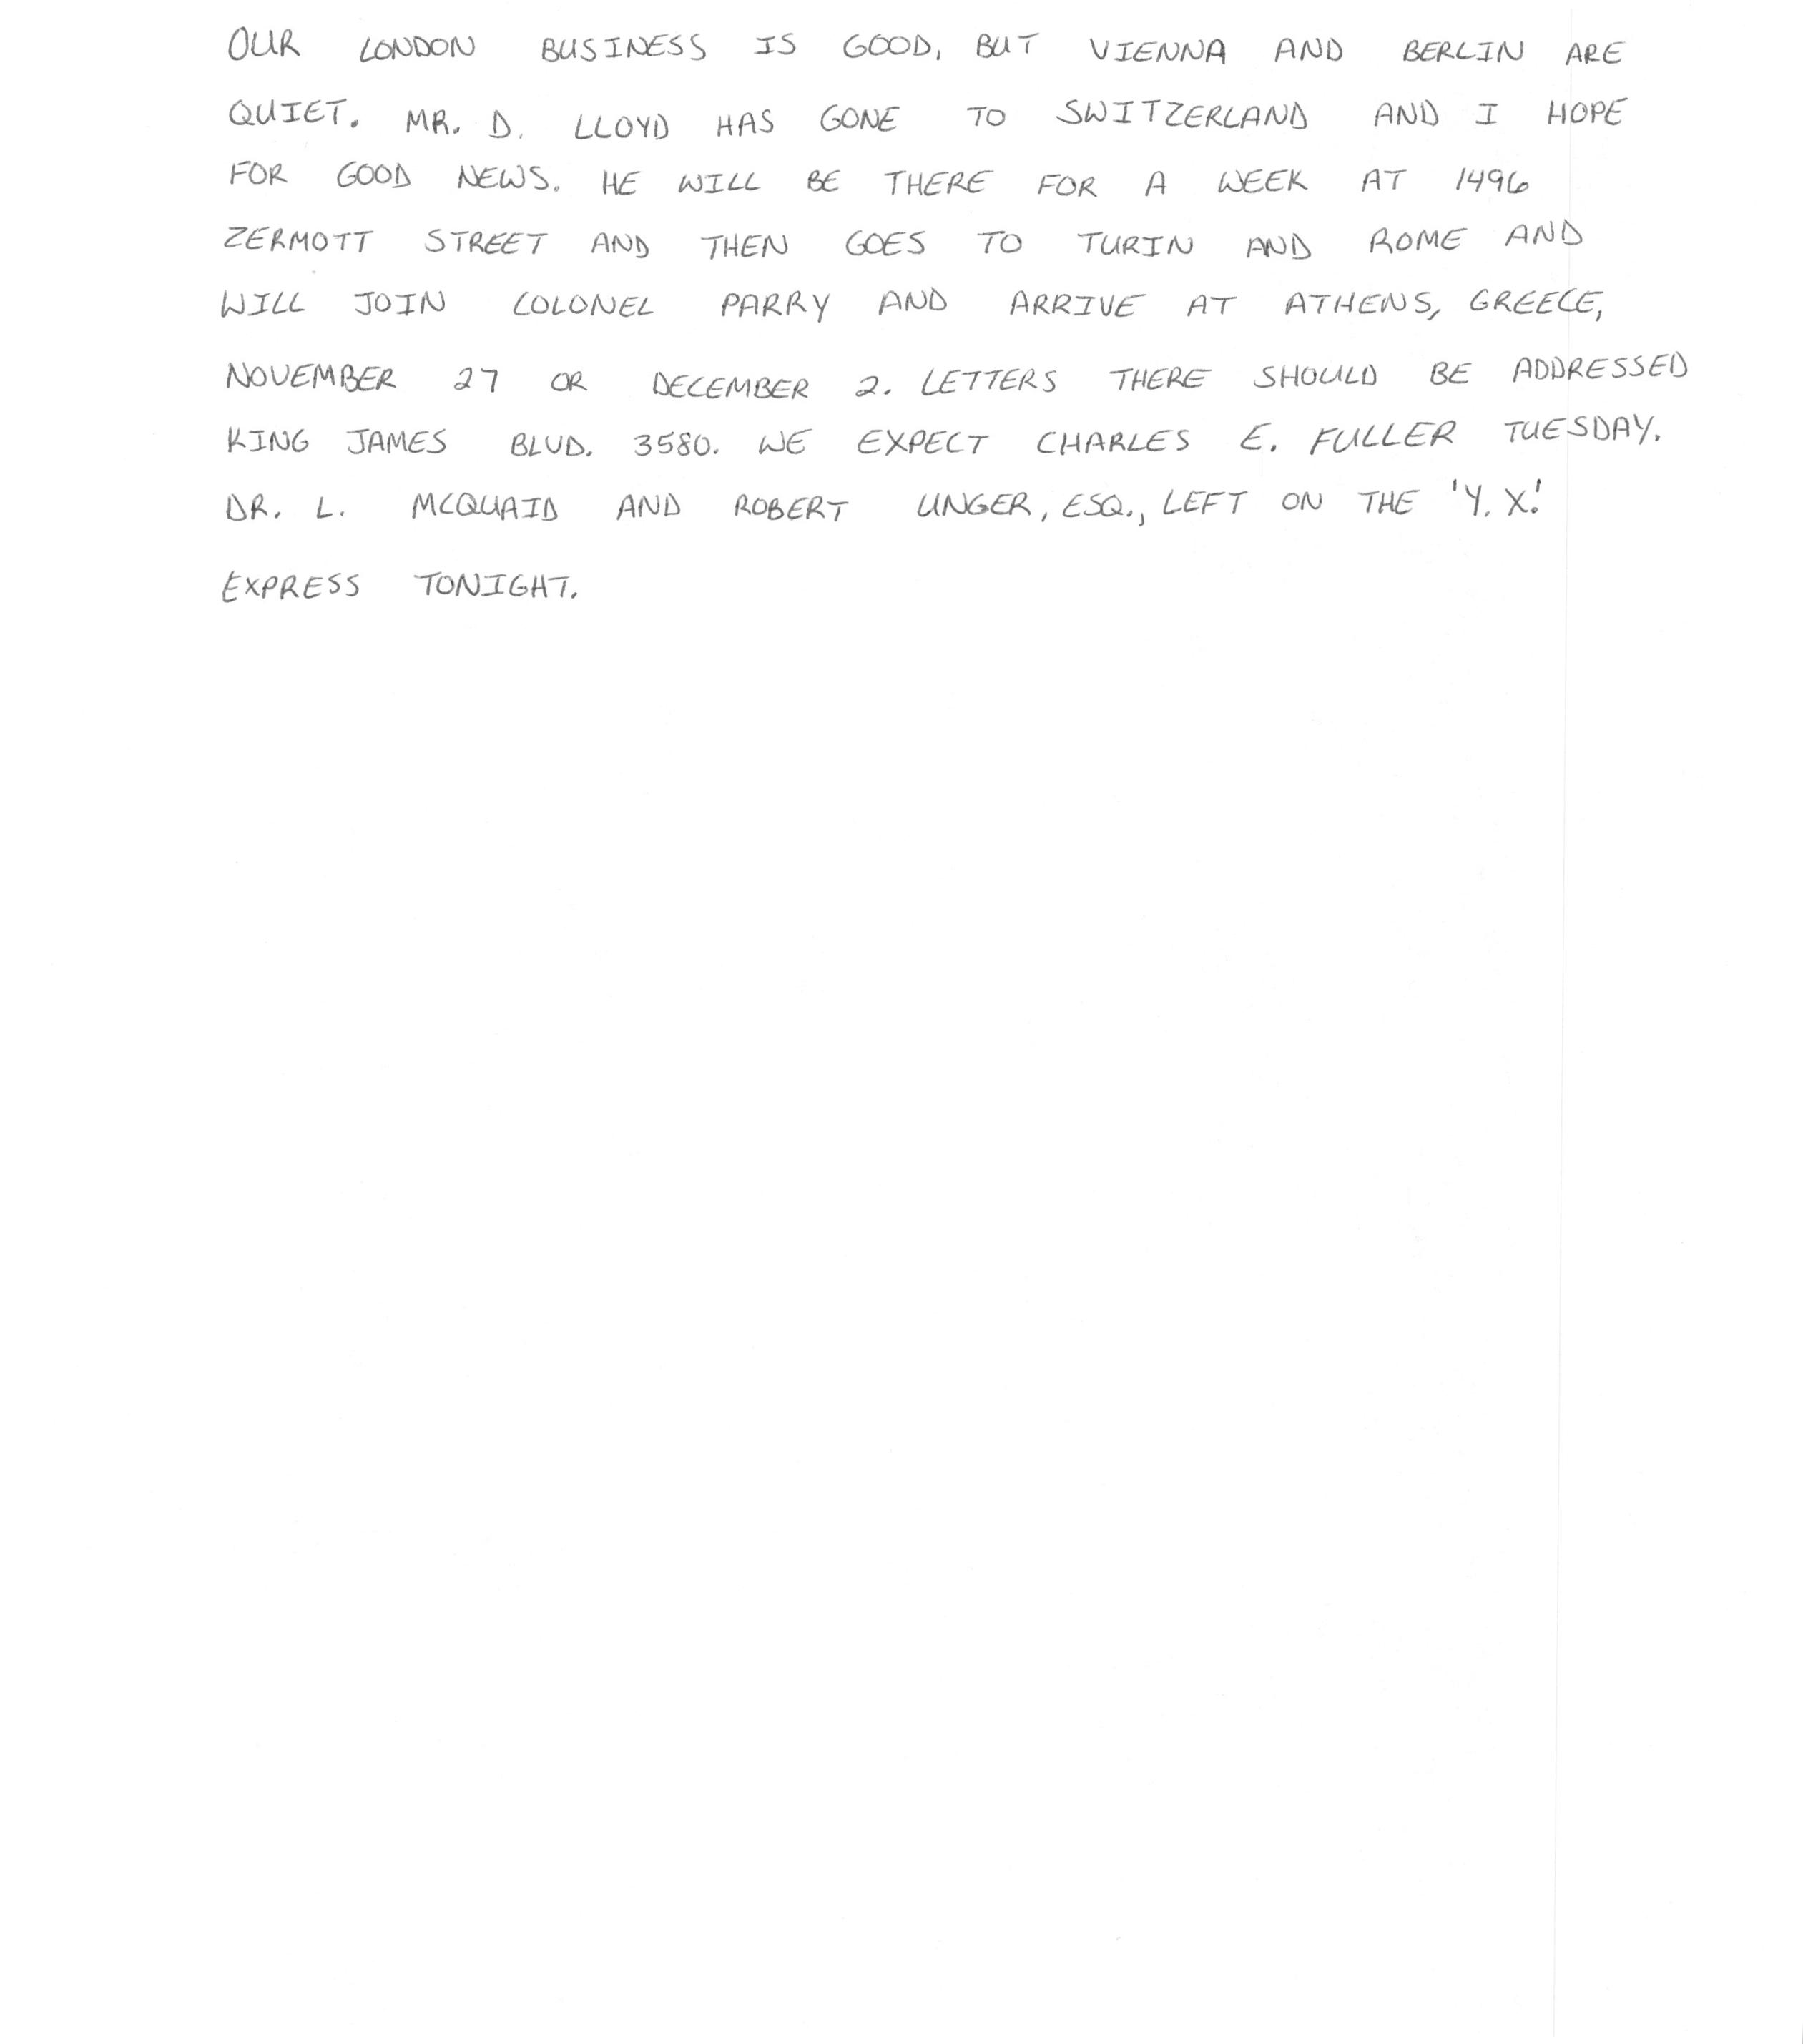 OUR LONDON BUSINESS IS GOOD, BUT VIENNA AND BERLIN ARE
QUIET. MR. D. LLOYD HAS GONE TO SWITZERLAND AND I HOPE
FOR GOOD NEWS. HE WILL BE THERE FOR A WEEK AT 1496
ZERMOTT STREET AND THEN GOES TO TURIN AND ROME AND
WILL JOIN COLONEL PARRY AND ARRIVE AT ATHENS, GREECE,
NOVEMBER 27 OR DECEMBER 2. LETTERS THERE SHOULD BE ADDRESSED
KING JAMES BLVD. 3580. WE EXPECT CHARLES E. FULLER TUESDAY.
DR. L. MCQUAID AND ROBERT UNGER, ESQ., LEFT ON THE 'Y. X.'
EXPRESS TONIGHT.